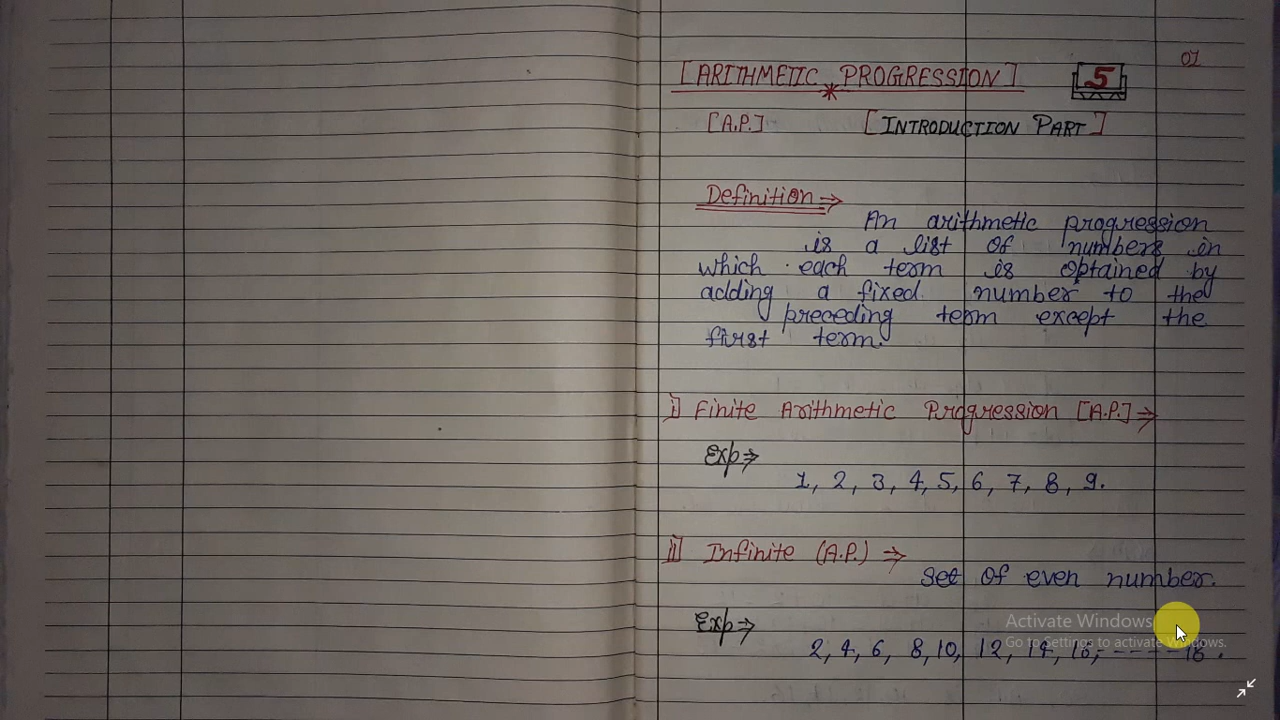 01
[ARITHMETIC PROGRESSION] 5
[A.P.] [INTRODUCTION PART]
Definition ⇒
An arithmetic progression
is a list of numbers in
which each term is obtained by
adding a fixed number to the
preceding term except the
first term.
i] Finite Arithmetic Progression [A.P.] ⇒
Exp ⇒
1, 2, 3, 4, 5, 6, 7, 8, 9.
ii] Infinite (A.P.) ⇒
Set of even number.
Exp ⇒
Activate Windows
Go to Settings to activate Windows.
2, 4, 6, 8, 10, 12, 14, 16, -----